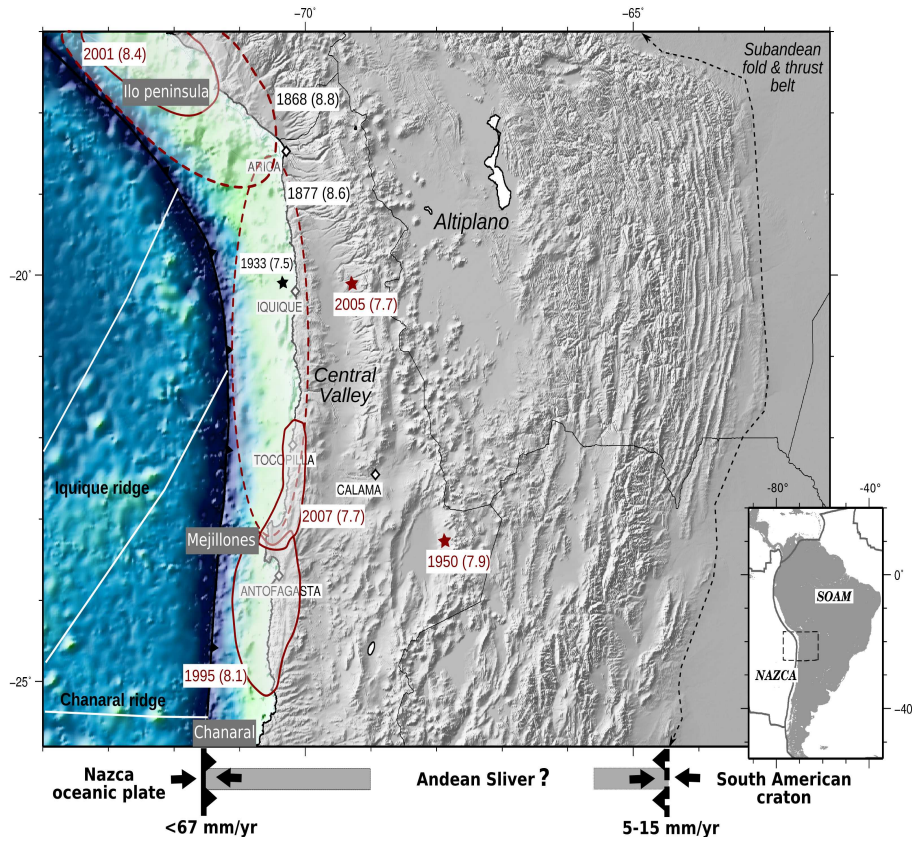 −70°
−65°
2001 (8.4)
Subandean
fold & thrust
belt
Ilo peninsula
1868 (8.8)
ARICA
1877 (8.6)
Altiplano
1933 (7.5)
−20°
IQUIQUE
2005 (7.7)
Central
Valley
TOCOPILLA
CALAMA
Iquique ridge
2007 (7.7)
Mejillones
1950 (7.9)
ANTOFAGASTA
−80°
−40°
0°
SOAM
NAZCA
−40°
1995 (8.1)
−25°
Chanaral ridge
Chanaral
Nazca
oceanic plate
Andean Sliver ?
South American
craton
<67 mm/yr
5-15 mm/yr